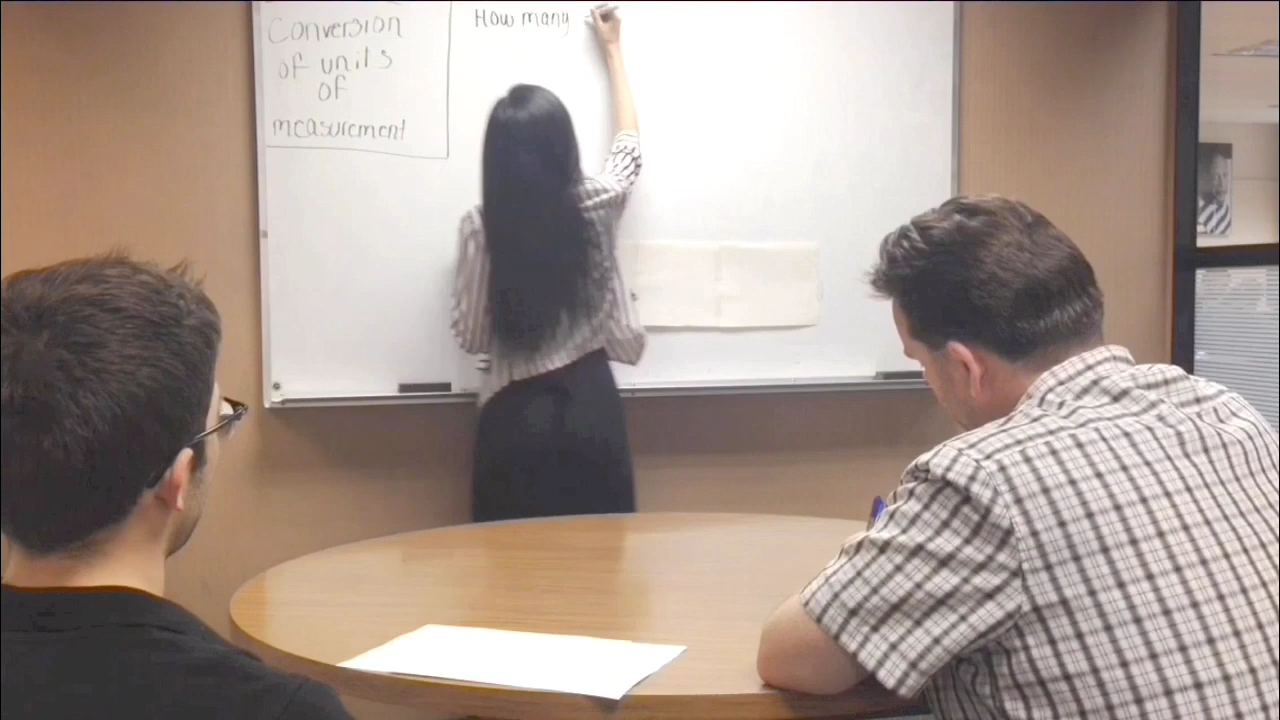 Conversion
of units
of
measurement
How many